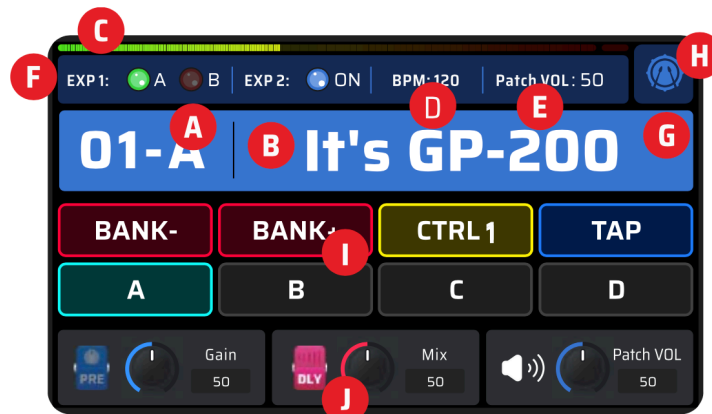 C
H
F EXP 1: A B EXP 2: ON BPM: 120 Patch VOL: 50
A D E
01-A B It's GP-200 G
BANK- BANK+ CTRL 1 TAP
I
A B C D
PRE Gain 50
DLY Mix 50
Patch VOL 50
J